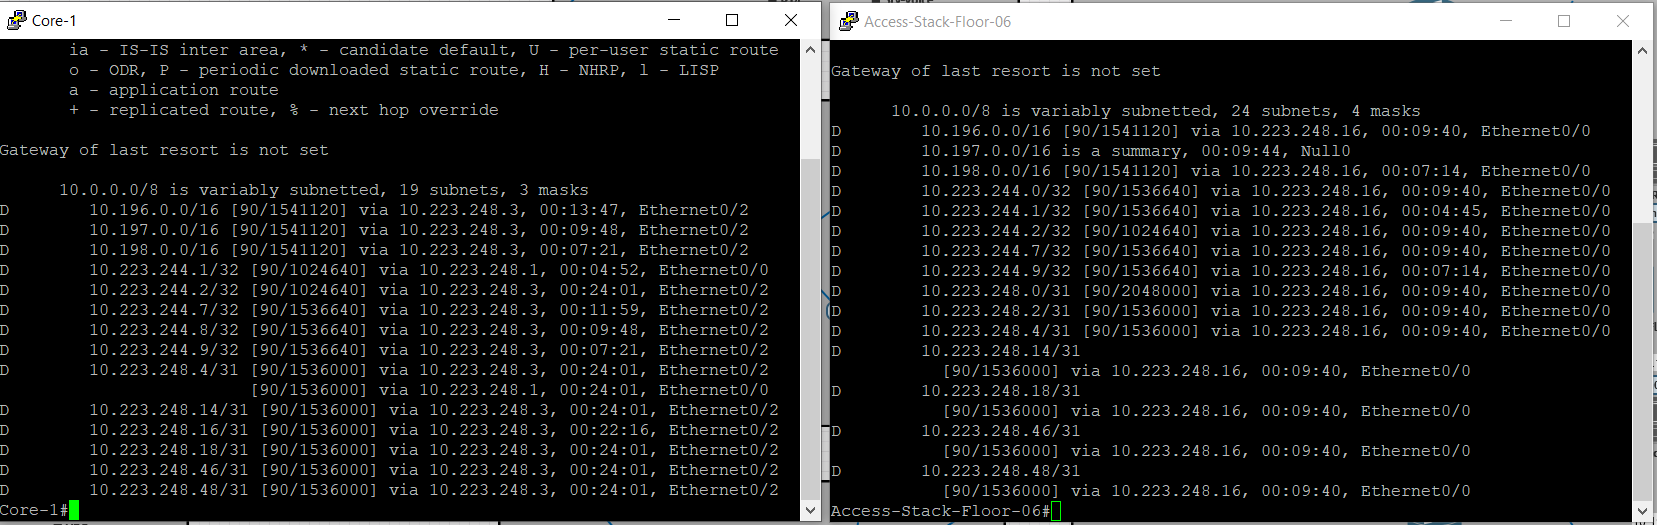 Core-1
ia - IS-IS inter area, * - candidate default, U - per-user static route
o - ODR, P - periodic downloaded static route, H - NHRP, l - LISP
a - application route
+ - replicated route, % - next hop override
Gateway of last resort is not set
10.0.0.0/8 is variably subnetted, 19 subnets, 3 masks
D 10.196.0.0/16 [90/1541120] via 10.223.248.3, 00:13:47, Ethernet0/2
D 10.197.0.0/16 [90/1541120] via 10.223.248.3, 00:09:48, Ethernet0/2
D 10.198.0.0/16 [90/1541120] via 10.223.248.3, 00:07:21, Ethernet0/2
D 10.223.244.1/32 [90/1024640] via 10.223.248.1, 00:04:52, Ethernet0/0
D 10.223.244.2/32 [90/1024640] via 10.223.248.3, 00:24:01, Ethernet0/2
D 10.223.244.7/32 [90/1536640] via 10.223.248.3, 00:11:59, Ethernet0/2
D 10.223.244.8/32 [90/1536640] via 10.223.248.3, 00:09:48, Ethernet0/2
D 10.223.244.9/32 [90/1536640] via 10.223.248.3, 00:07:21, Ethernet0/2
D 10.223.248.4/31 [90/1536000] via 10.223.248.3, 00:24:01, Ethernet0/2
[90/1536000] via 10.223.248.1, 00:24:01, Ethernet0/0
D 10.223.248.14/31 [90/1536000] via 10.223.248.3, 00:24:01, Ethernet0/2
D 10.223.248.16/31 [90/1536000] via 10.223.248.3, 00:22:16, Ethernet0/2
D 10.223.248.18/31 [90/1536000] via 10.223.248.3, 00:24:01, Ethernet0/2
D 10.223.248.46/31 [90/1536000] via 10.223.248.3, 00:24:01, Ethernet0/2
D 10.223.248.48/31 [90/1536000] via 10.223.248.3, 00:24:01, Ethernet0/2
Core-1#
Access-Stack-Floor-06
Gateway of last resort is not set
10.0.0.0/8 is variably subnetted, 24 subnets, 4 masks
D 10.196.0.0/16 [90/1541120] via 10.223.248.16, 00:09:40, Ethernet0/0
D 10.197.0.0/16 is a summary, 00:09:44, Null0
D 10.198.0.0/16 [90/1541120] via 10.223.248.16, 00:07:14, Ethernet0/0
D 10.223.244.0/32 [90/1536640] via 10.223.248.16, 00:09:40, Ethernet0/0
D 10.223.244.1/32 [90/1536640] via 10.223.248.16, 00:04:45, Ethernet0/0
D 10.223.244.2/32 [90/1024640] via 10.223.248.16, 00:09:40, Ethernet0/0
D 10.223.244.7/32 [90/1536640] via 10.223.248.16, 00:09:40, Ethernet0/0
D 10.223.244.9/32 [90/1536640] via 10.223.248.16, 00:07:14, Ethernet0/0
D 10.223.248.0/31 [90/2048000] via 10.223.248.16, 00:09:40, Ethernet0/0
D 10.223.248.2/31 [90/1536000] via 10.223.248.16, 00:09:40, Ethernet0/0
D 10.223.248.4/31 [90/1536000] via 10.223.248.16, 00:09:40, Ethernet0/0
D 10.223.248.14/31
[90/1536000] via 10.223.248.16, 00:09:40, Ethernet0/0
D 10.223.248.18/31
[90/1536000] via 10.223.248.16, 00:09:40, Ethernet0/0
D 10.223.248.46/31
[90/1536000] via 10.223.248.16, 00:09:40, Ethernet0/0
D 10.223.248.48/31
[90/1536000] via 10.223.248.16, 00:09:40, Ethernet0/0
Access-Stack-Floor-06#